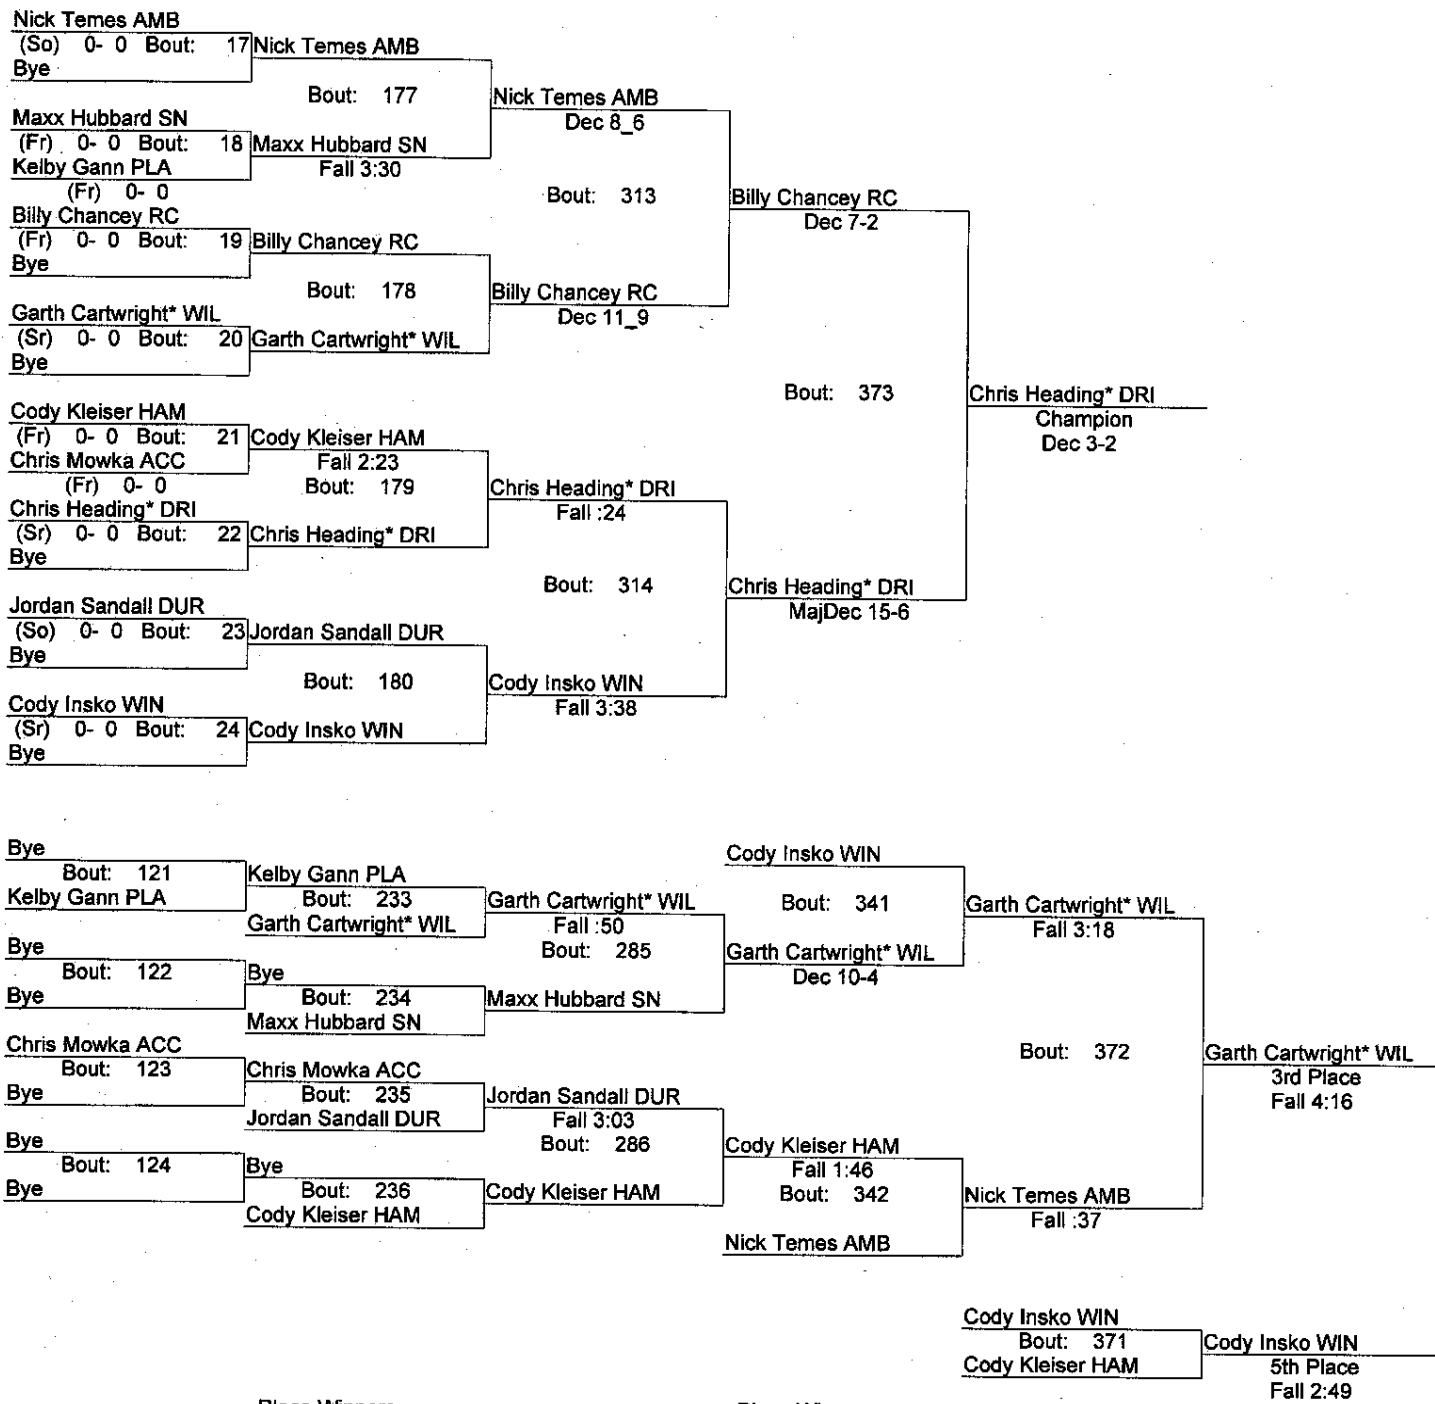 Nick Temes AMB
(So) 0- 0 Bout: 17 Nick Temes AMB
Bye
Bout: 177 Nick Temes AMB
Dec 8_6
Maxx Hubbard SN
(Fr) 0- 0 Bout: 18 Maxx Hubbard SN
Kelby Gann PLA Fall 3:30
(Fr) 0- 0 Bout: 313 Billy Chancey RC
Billy Chancey RC Dec 7-2
(Fr) 0- 0 Bout: 19 Billy Chancey RC
Bye
Bout: 178 Billy Chancey RC
Garth Cartwright* WIL Dec 11_9
(Sr) 0- 0 Bout: 20 Garth Cartwright* WIL
Bye
Bout: 373 Chris Heading* DRI
Cody Kleiser HAM Champion
(Fr) 0- 0 Bout: 21 Cody Kleiser HAM Dec 3-2
Chris Mowka ACC Fall 2:23
(Fr) 0- 0 Bout: 179 Chris Heading* DRI
Chris Heading* DRI Fall :24
(Sr) 0- 0 Bout: 22 Chris Heading* DRI
Bye
Bout: 314 Chris Heading* DRI
Jordan Sandall DUR MajDec 15-6
(So) 0- 0 Bout: 23 Jordan Sandall DUR
Bye
Bout: 180 Cody Insko WIN
Cody Insko WIN Fall 3:38
(Sr) 0- 0 Bout: 24 Cody Insko WIN
Bye
Bye Cody Insko WIN
Bout: 121 Kelby Gann PLA
Kelby Gann PLA Bout: 233 Garth Cartwright* WIL Bout: 341 Garth Cartwright* WIL
Garth Cartwright* WIL Fall :50 Fall 3:18
Bye Bout: 285 Garth Cartwright* WIL
Bout: 122 Bye Dec 10-4
Bye Bout: 234 Maxx Hubbard SN
Maxx Hubbard SN
Chris Mowka ACC Bout: 372 Garth Cartwright* WIL
Bout: 123 Chris Mowka ACC 3rd Place
Bye Bout: 235 Jordan Sandall DUR Fall 4:16
Jordan Sandall DUR Fall 3:03
Bye Bout: 286 Cody Kleiser HAM
Bout: 124 Bye Fall 1:46
Bye Bout: 236 Cody Kleiser HAM Bout: 342 Nick Temes AMB
Cody Kleiser HAM Fall :37
Nick Temes AMB
Cody Insko WIN
Bout: 371 Cody Insko WIN
Cody Kleiser HAM 5th Place
Fall 2:49